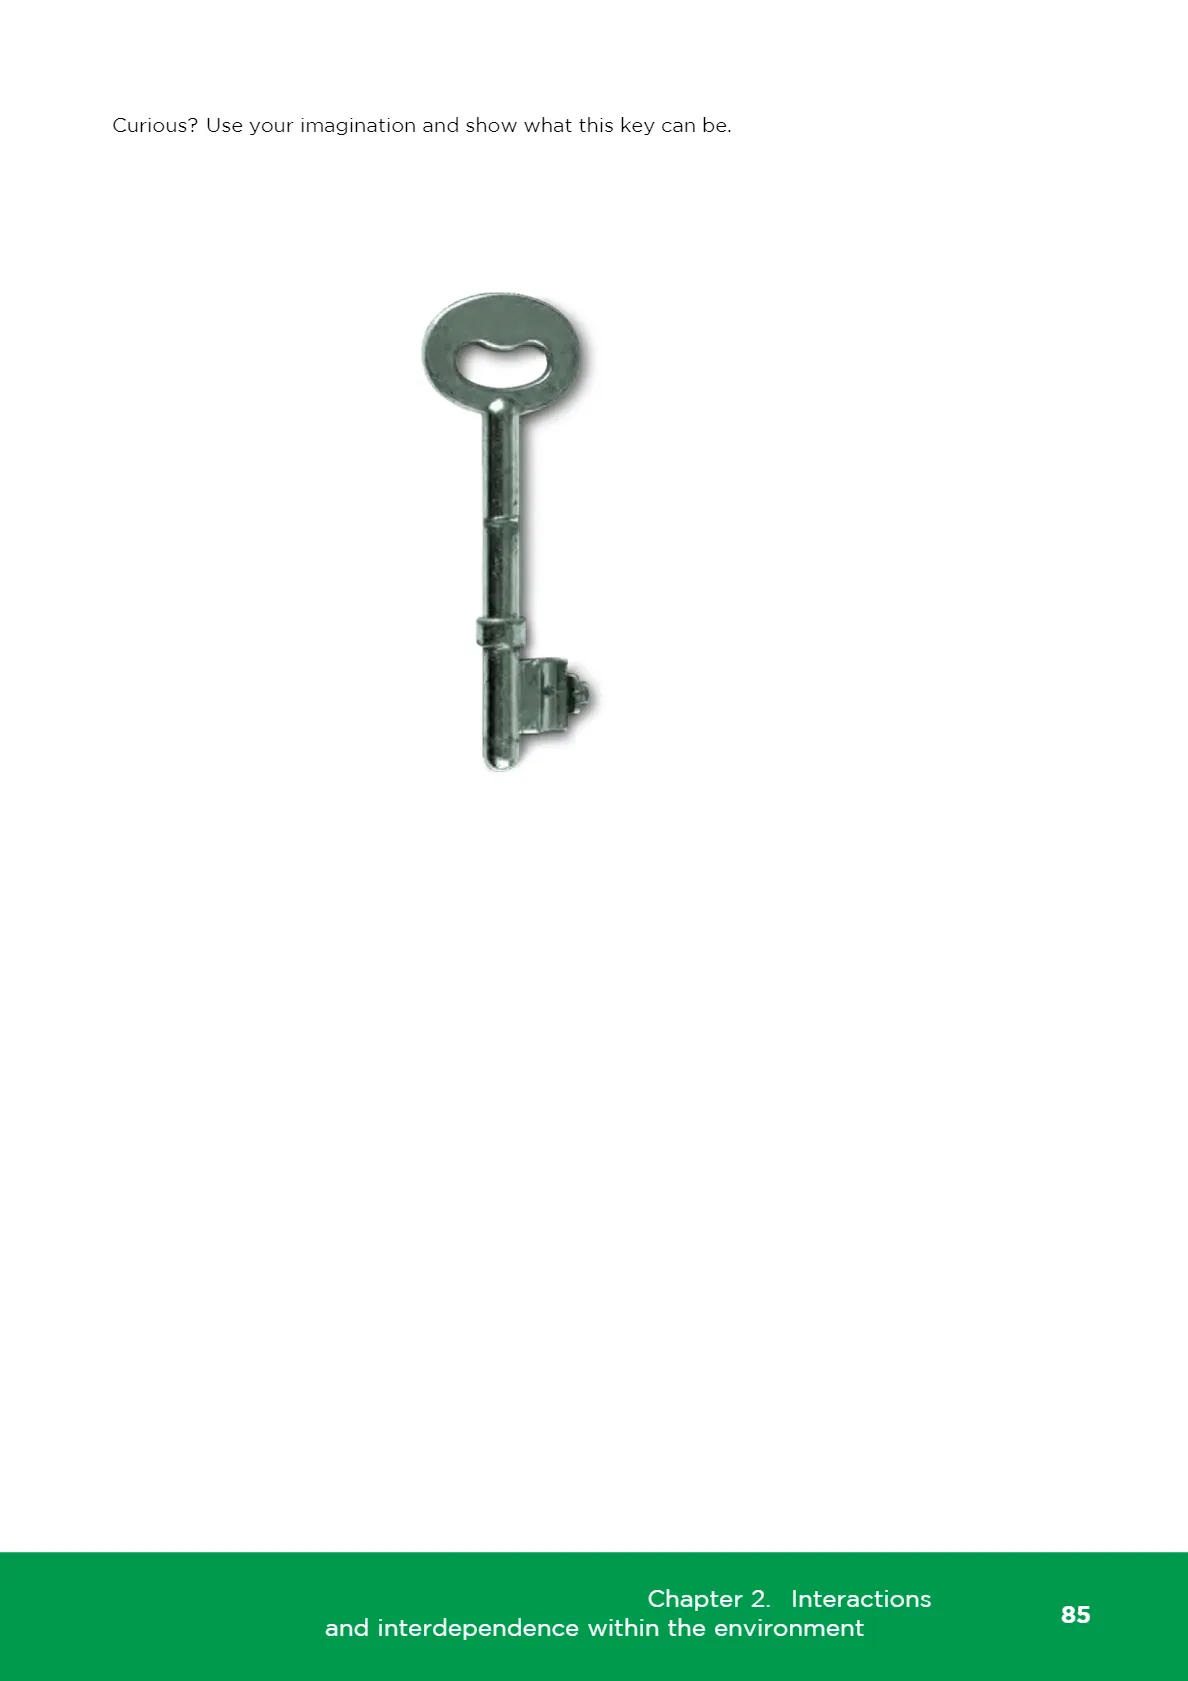 Curious? Use your imagination and show what this key can be.
Chapter 2. Interactions
and interdependence within the environment
85